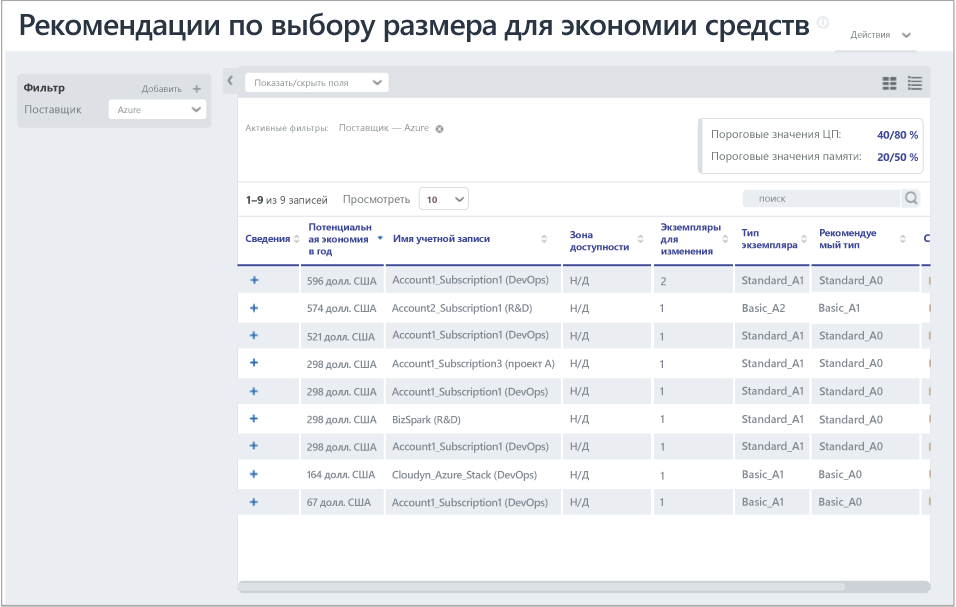 Рекомендации по выбору размера для экономии средств
Действия
Фильтр
Добавить +
Поставщик
Azure
Показать/скрыть поля
Активные фильтры: Поставщик — Azure
Пороговые значения ЦП: 40/80 %
Пороговые значения памяти: 20/50 %
1–9 из 9 записей Просмотреть 10
поиск
Сведения
Потенциальн
ая экономия
в год
Имя учетной записи
Зона
доступности
Экземпляры
для
изменения
Тип
экземпляра
Рекомендуе
мый тип
+ 596 долл. США Account1_Subscription1 (DevOps) Н/Д 2 Standard_A1 Standard_A0
+ 574 долл. США Account2_Subscription1 (R&D) Н/Д 1 Basic_A2 Basic_A1
+ 521 долл. США Account1_Subscription1 (DevOps) Н/Д 1 Standard_A1 Standard_A0
+ 298 долл. США Account1_Subscription3 (проект А) Н/Д 1 Standard_A1 Standard_A0
+ 298 долл. США Account1_Subscription1 (DevOps) Н/Д 1 Standard_A1 Standard_A0
+ 298 долл. США BizSpark (R&D) Н/Д 1 Standard_A1 Standard_A0
+ 298 долл. США Account1_Subscription1 (DevOps) Н/Д 1 Standard_A1 Standard_A0
+ 164 долл. США Cloudyn_Azure_Stack (DevOps) Н/Д 1 Basic_A1 Basic_A0
+ 67 долл. США Account1_Subscription1 (DevOps) Н/Д 1 Basic_A1 Basic_A0